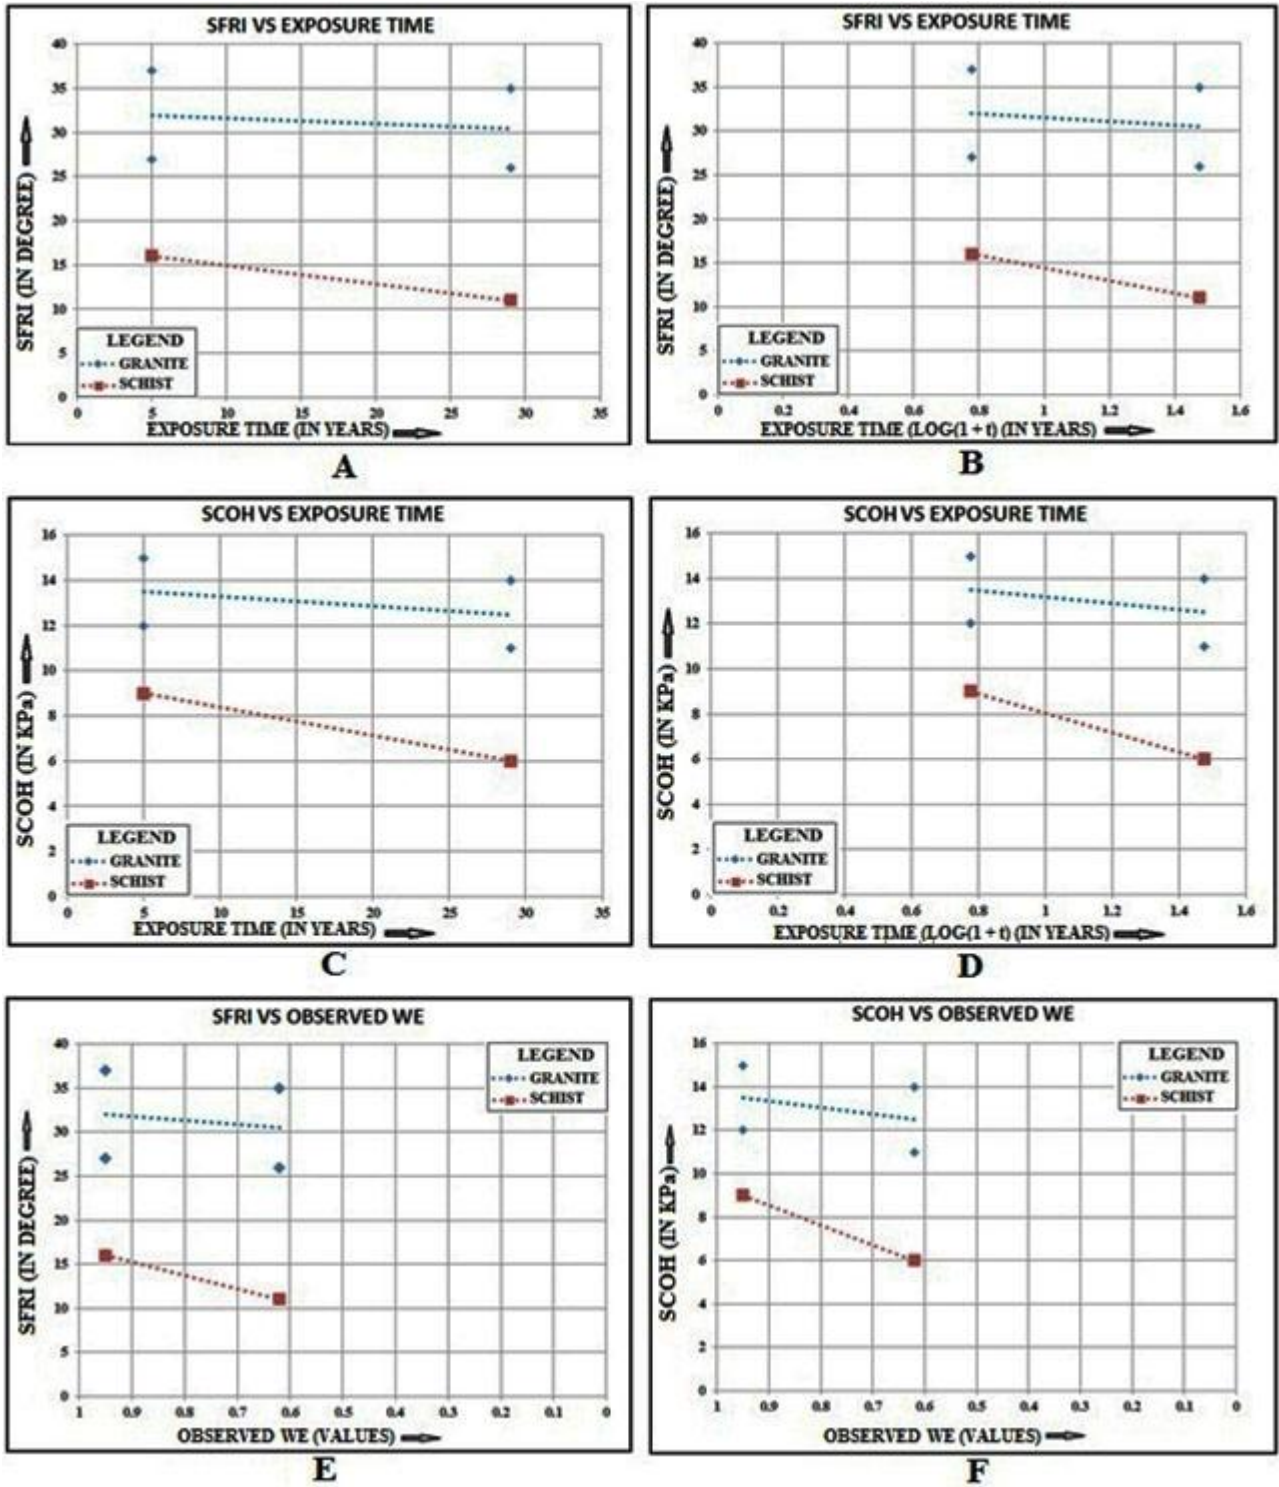 SFRI VS EXPOSURE TIME
40
35
30
25
20
15
10
5
0
SFRI (IN DEGREE)
LEGEND
GRANITE
SCHIST
0 5 10 15 20 25 30 35
EXPOSURE TIME (IN YEARS)
A
SFRI VS EXPOSURE TIME
40
35
30
25
20
15
10
5
0
SFRI (IN DEGREE)
LEGEND
GRANITE
SCHIST
0 0.2 0.4 0.6 0.8 1 1.2 1.4 1.6
EXPOSURE TIME (LOG(1 + t) (IN YEARS)
B
SCOH VS EXPOSURE TIME
16
14
12
10
8
6
4
2
0
SCOH (IN KPa)
LEGEND
GRANITE
SCHIST
0 5 10 15 20 25 30 35
EXPOSURE TIME (IN YEARS)
C
SCOH VS EXPOSURE TIME
16
14
12
10
8
6
4
2
0
SCOH (IN KPa)
LEGEND
GRANITE
SCHIST
0 0.2 0.4 0.6 0.8 1 1.2 1.4 1.6
EXPOSURE TIME (LOG(1 + t) (IN YEARS)
D
SFRI VS OBSERVED WE
40
35
30
25
20
15
10
5
0
SFRI (IN DEGREE)
LEGEND
GRANITE
SCHIST
1 0.9 0.8 0.7 0.6 0.5 0.4 0.3 0.2 0.1 0
OBSERVED WE (VALUES)
E
SCOH VS OBSERVED WE
16
14
12
10
8
6
4
2
0
SCOH (IN KPa)
LEGEND
GRANITE
SCHIST
1 0.9 0.8 0.7 0.6 0.5 0.4 0.3 0.2 0.1 0
OBSERVED WE (VALUES)
F